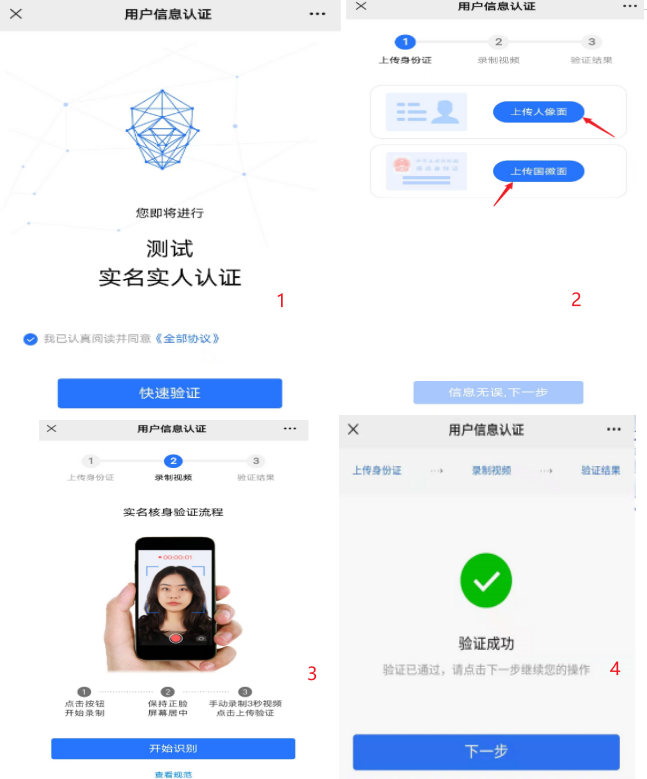 用户信息认证
您即将进行
测试
实名实人认证
1
我已认真阅读并同意《全部协议》
快速验证
用户信息认证
1 2 3
上传身份证 录制视频 验证结果
上传人像面
上传国徽面
2
信息无误,下一步
用户信息认证
1 2 3
上传身份证 录制视频 验证结果
实名核身验证流程
00:00:01
3
1 2 3
点击按钮 保持正脸 手动录制3秒视频
开始录制 屏幕居中 点击上传验证
开始识别
查看规范
用户信息认证
上传身份证 ··→ 录制视频 ··→ 验证结果
验证成功
验证已通过，请点击下一步继续您的操作
4
下一步